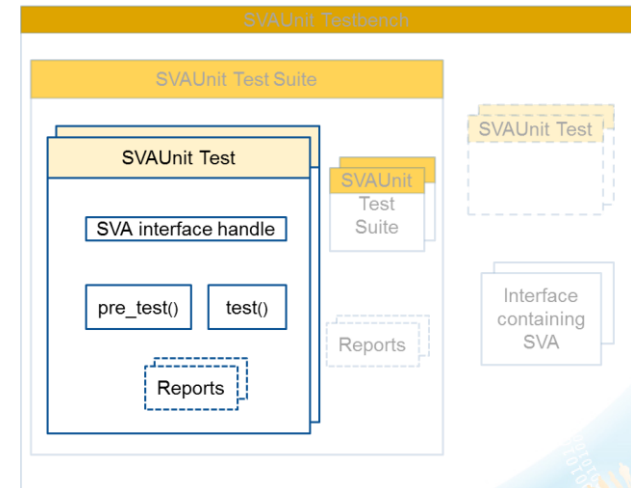 SVAUnit Testbench
SVAUnit Test Suite
SVAUnit Test
SVA interface handle
pre_test()
test()
Reports
SVAUnit
Test
Suite
Reports
SVAUnit Test
Interface
containing
SVA